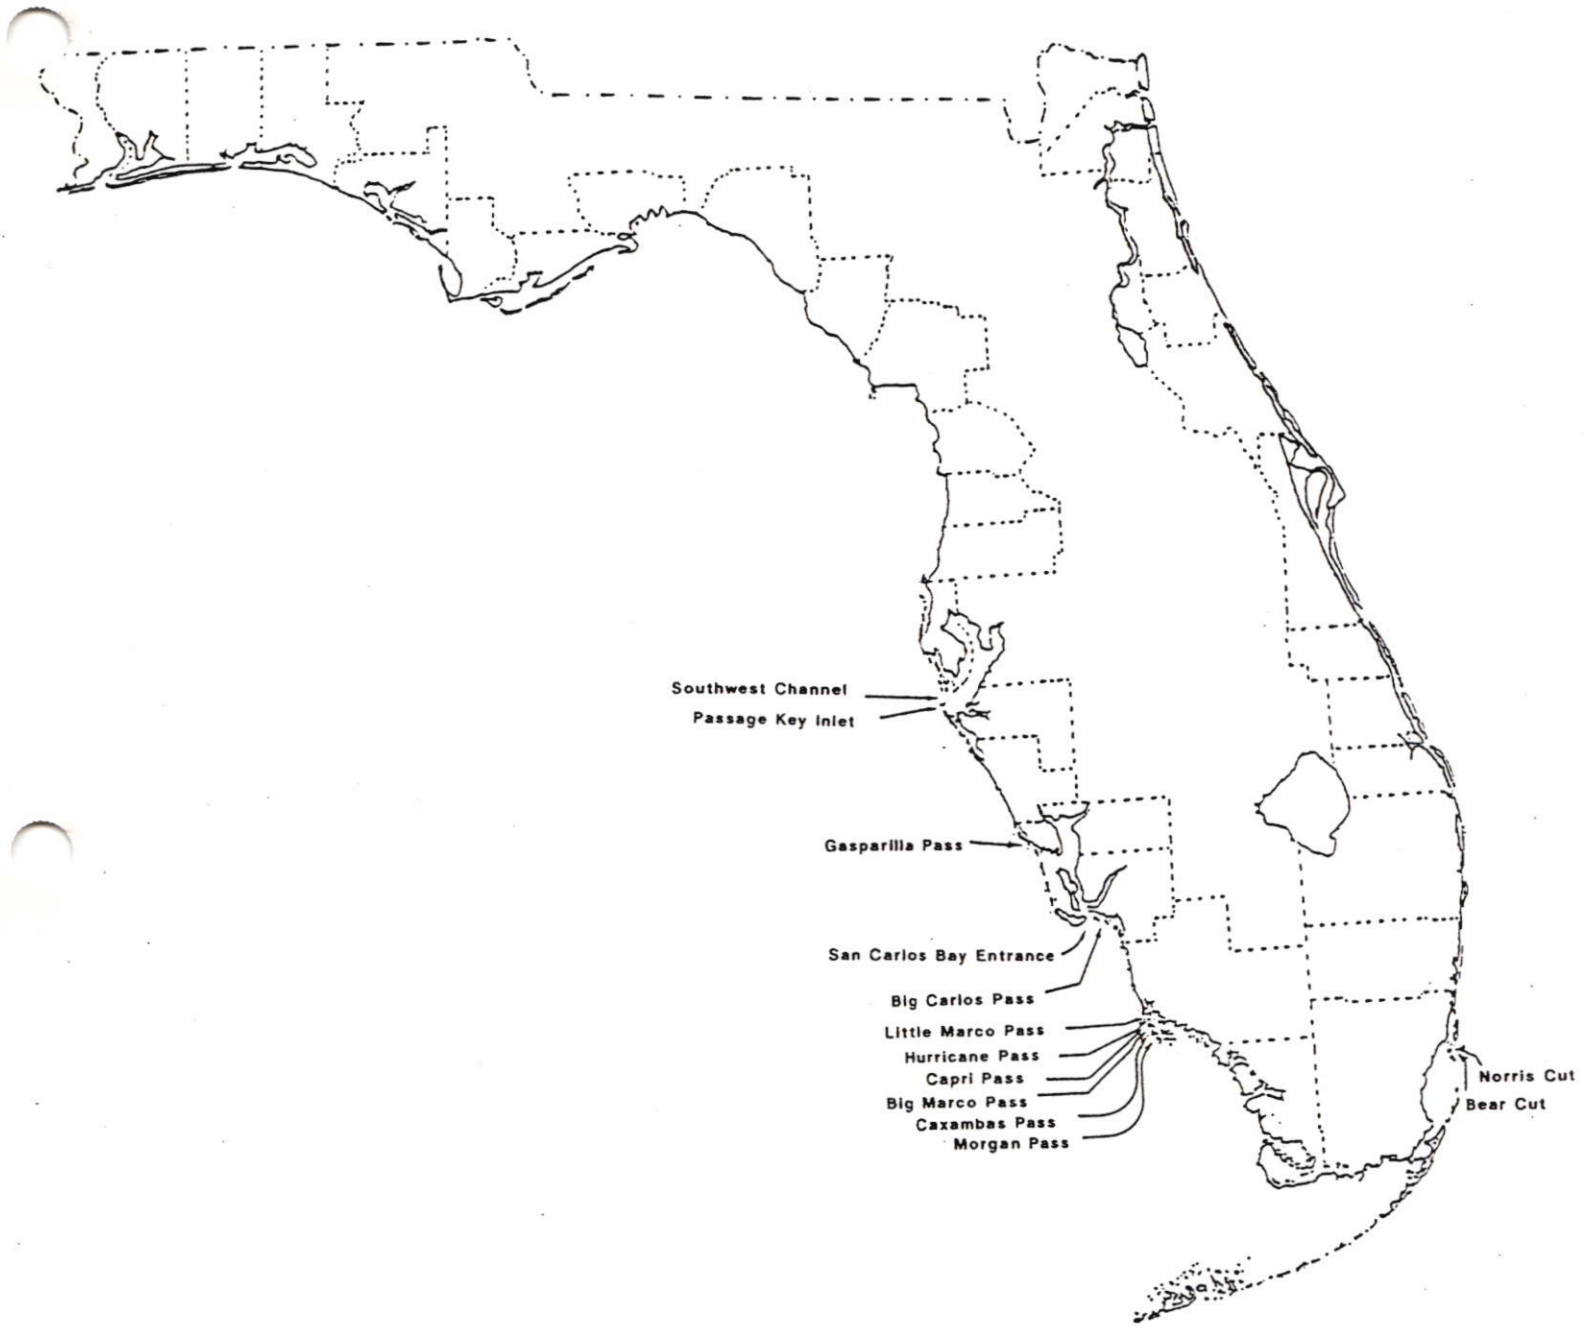 Southwest Channel
Passage Key Inlet
Gasparilla Pass
San Carlos Bay Entrance
Big Carlos Pass
Little Marco Pass
Hurricane Pass
Capri Pass
Big Marco Pass
Caxambas Pass
Morgan Pass
Norris Cut
Bear Cut